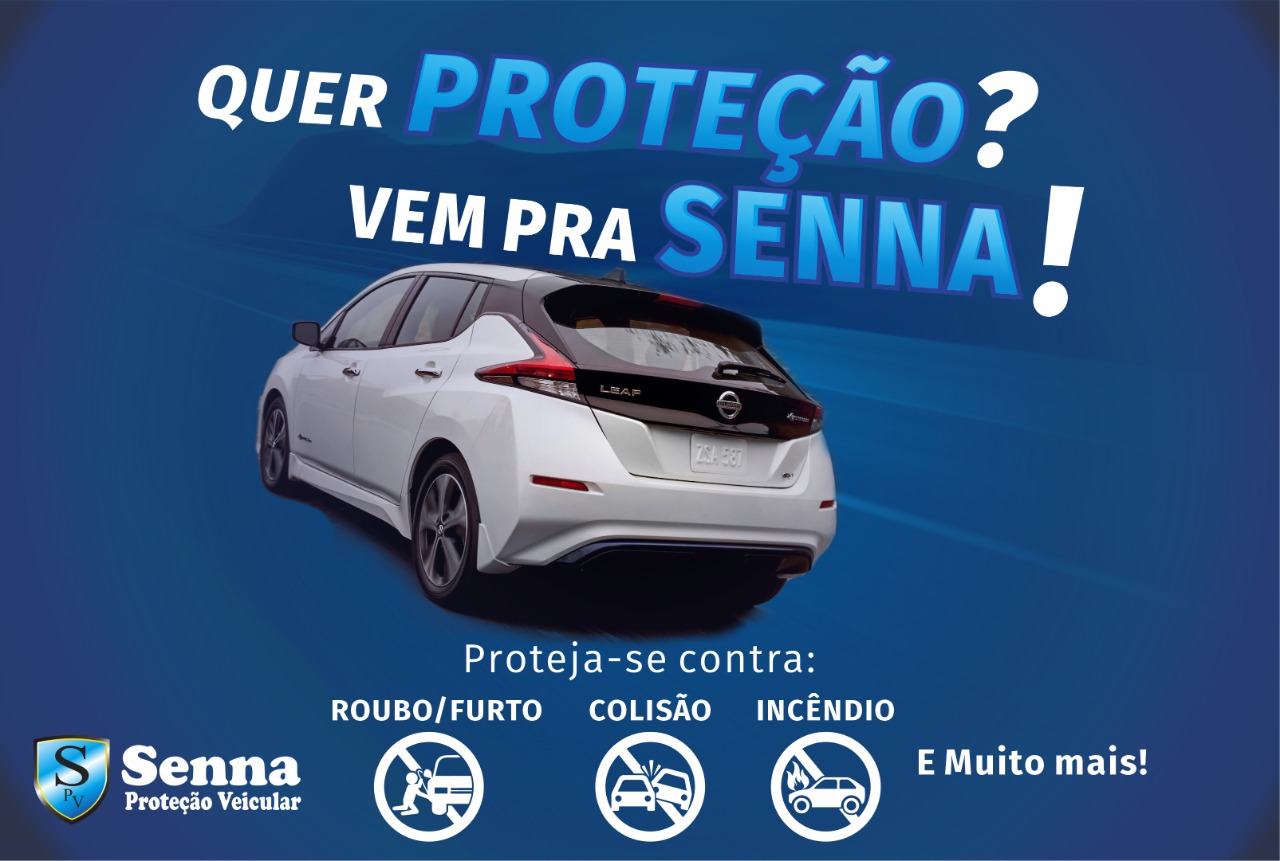 QUER PROTEÇÃO?
VEM PRA SENNA!
LEAF
Proteja-se contra:
ROUBO/FURTO COLISÃO INCÊNDIO
E Muito mais!
S
PV
Senna
Proteção Veicular